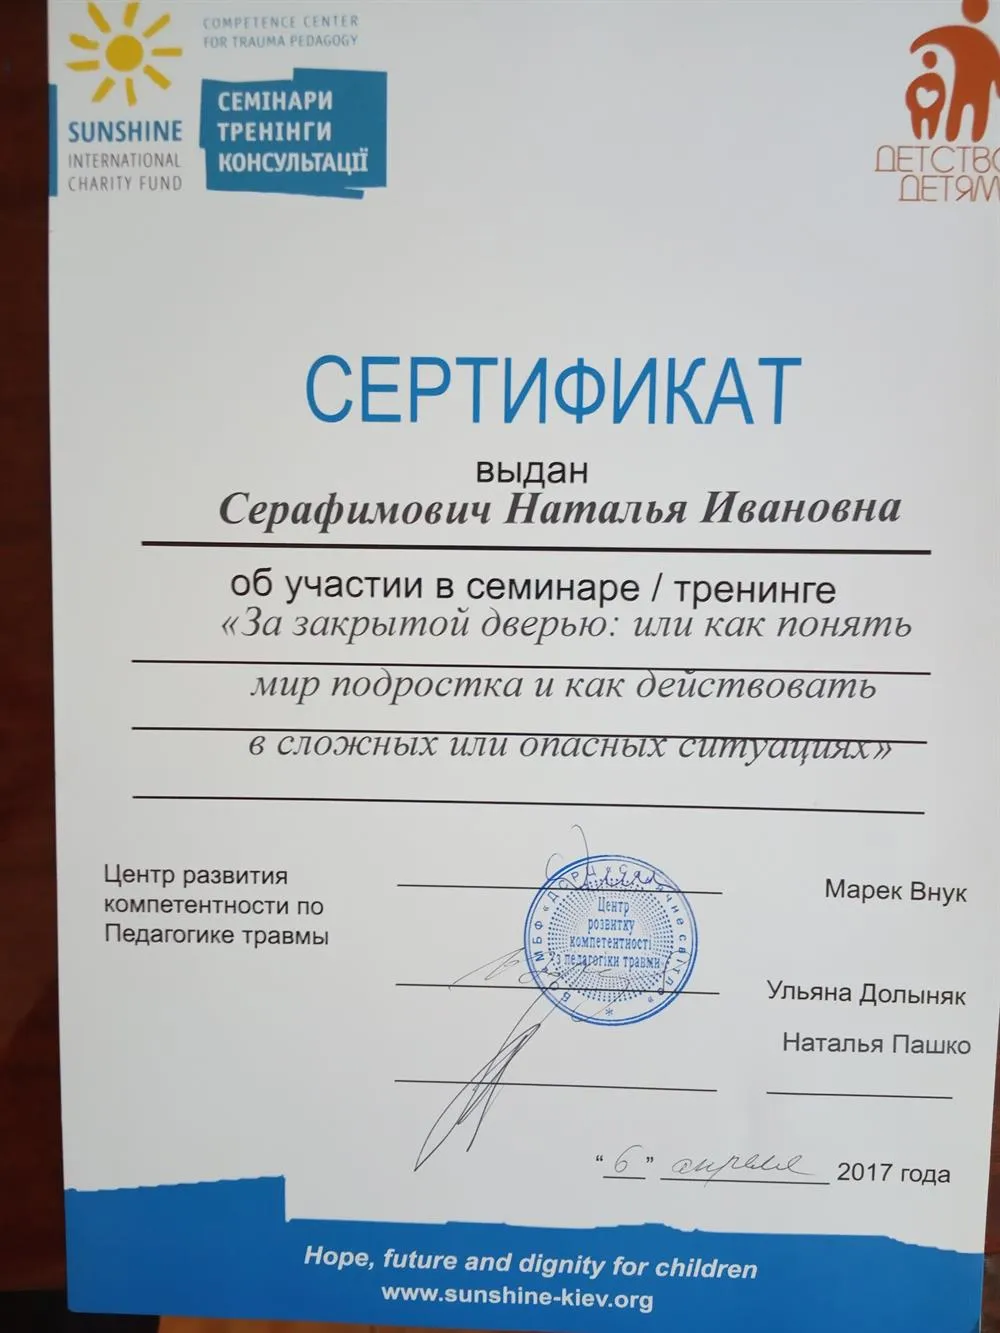 COMPETENCE CENTER
FOR TRAUMA PEDAGOGY
SUNSHINE
INTERNATIONAL
CHARITY FUND
СЕМІНАРИ
ТРЕНІНГИ
КОНСУЛЬТАЦІЇ
ДЕТСТВО
ДЕТЯМ
СЕРТИФИКАТ
выдан
Серафимович Наталья Ивановна
об участии в семинаре / тренинге
«За закрытой дверью: или как понять
мир подростка и как действовать
в сложных или опасных ситуациях»
Центр развития
компетентности по
Педагогике травмы
Марек Внук
Ульяна Долыняк
Наталья Пашко
Центр
розвитку
компетентності
з педагогіки травми
“ 6 ” апреля 2017 года
Hope, future and dignity for children
www.sunshine-kiev.org